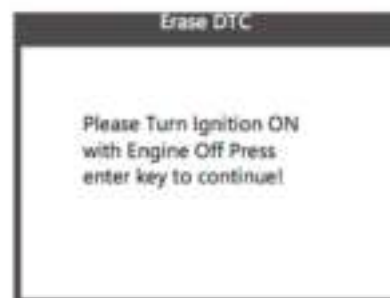 Erase DTC
Please Turn Ignition ON
with Engine Off Press
enter key to continue!